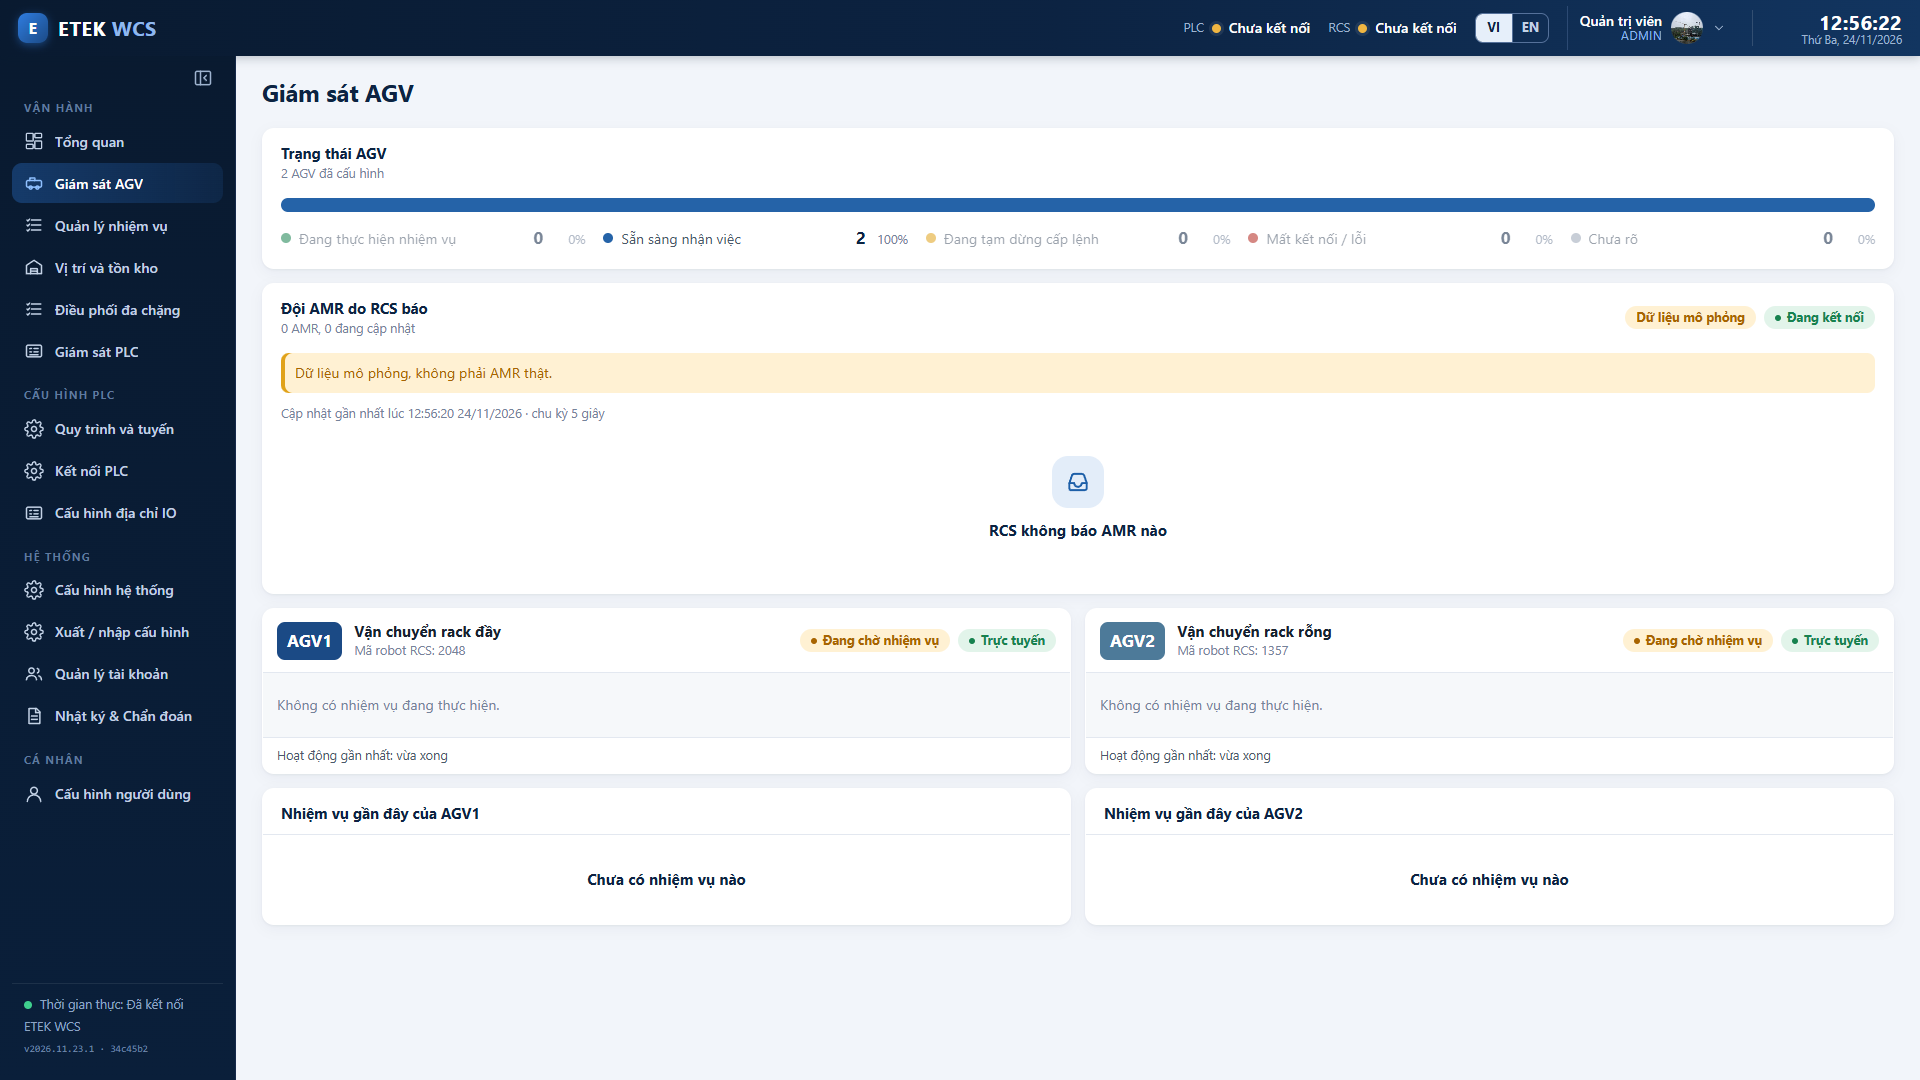 E ETEK WCS
PLC Chưa kết nối RCS Chưa kết nối VI EN Quản trị viên ADMIN 12:56:22
Thứ Ba, 24/11/2026
VẬN HÀNH
Tổng quan
Giám sát AGV
Quản lý nhiệm vụ
Vị trí và tồn kho
Điều phối đa chặng
Giám sát PLC
CẤU HÌNH PLC
Quy trình và tuyến
Kết nối PLC
Cấu hình địa chỉ IO
HỆ THỐNG
Cấu hình hệ thống
Xuất / nhập cấu hình
Quản lý tài khoản
Nhật ký & Chẩn đoán
CÁ NHÂN
Cấu hình người dùng
Thời gian thực: Đã kết nối
ETEK WCS
v2026.11.23.1 · 34c45b2
Giám sát AGV
Trạng thái AGV
2 AGV đã cấu hình
Đang thực hiện nhiệm vụ 0 0% Sẵn sàng nhận việc 2 100% Đang tạm dừng cấp lệnh 0 0% Mất kết nối / lỗi 0 0% Chưa rõ 0 0%
Đội AMR do RCS báo
0 AMR, 0 đang cập nhật
Dữ liệu mô phỏng Đang kết nối
Dữ liệu mô phỏng, không phải AMR thật.
Cập nhật gần nhất lúc 12:56:20 24/11/2026 · chu kỳ 5 giây
RCS không báo AMR nào
AGV1 Vận chuyển rack đầy
Mã robot RCS: 2048
Đang chờ nhiệm vụ Trực tuyến
Không có nhiệm vụ đang thực hiện.
Hoạt động gần nhất: vừa xong
AGV2 Vận chuyển rack rỗng
Mã robot RCS: 1357
Đang chờ nhiệm vụ Trực tuyến
Không có nhiệm vụ đang thực hiện.
Hoạt động gần nhất: vừa xong
Nhiệm vụ gần đây của AGV1
Chưa có nhiệm vụ nào
Nhiệm vụ gần đây của AGV2
Chưa có nhiệm vụ nào